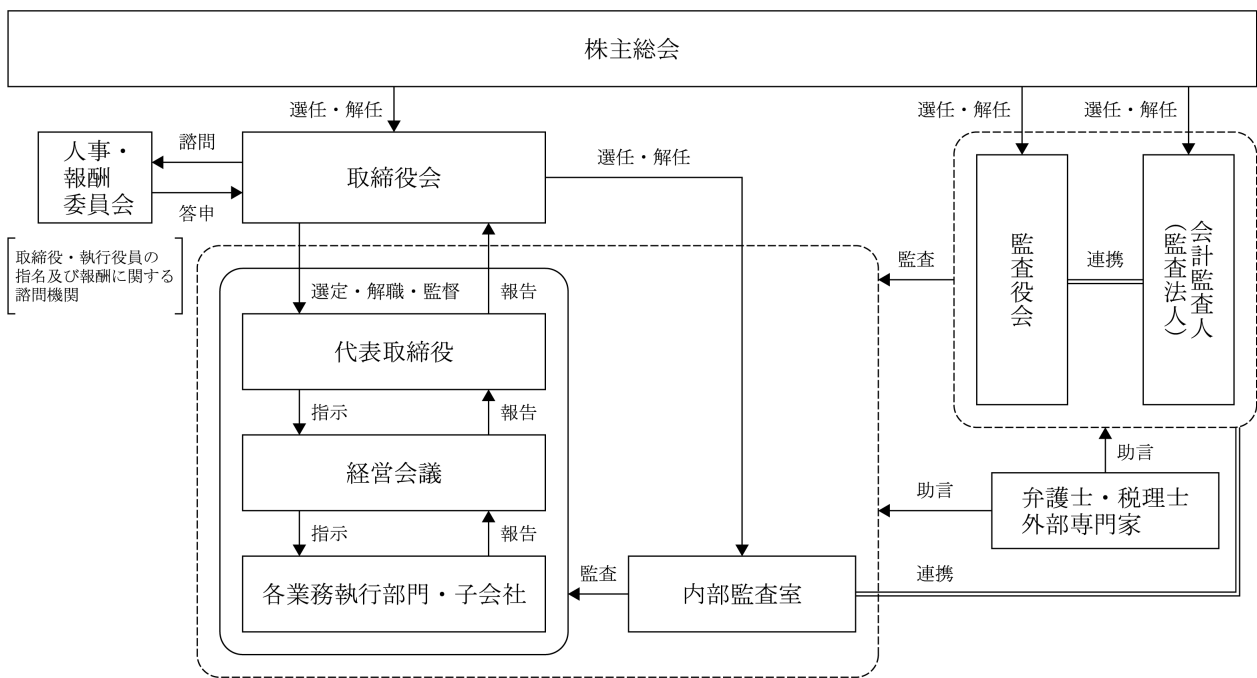 株主総会
選任・解任
選任・解任
選任・解任
人事・
報酬
委員会
諮問
答申
取締役会
選任・解任
取締役・執行役員の
指名及び報酬に関する
諮問機関
選定・解職・監督
報告
代表取締役
指示
報告
経営会議
指示
報告
各業務執行部門・子会社
監査
内部監査室
監査
監査役会
連携
会計監査人
(監査法人)
助言
助言
弁護士・税理士
外部専門家
連携